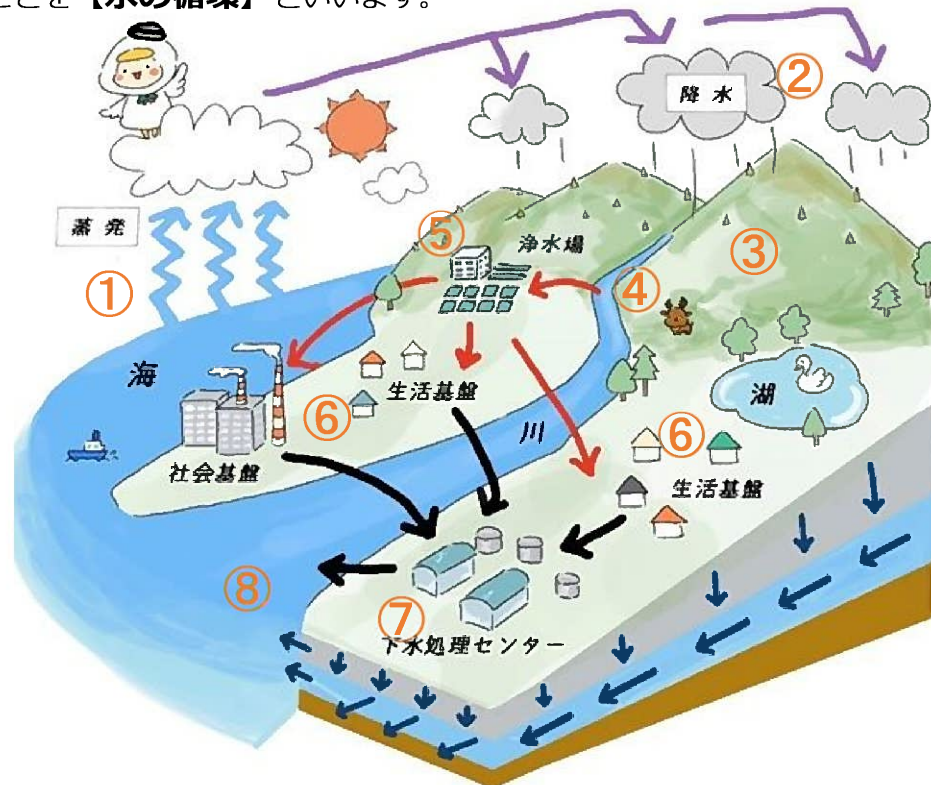 ことを【水の循環】といいます。
降水
②
蒸発
①
⑤
浄水場
③
④
海
生活基盤
湖
⑥
川
⑥
社会基盤
生活基盤
⑧
⑦
下水処理センター